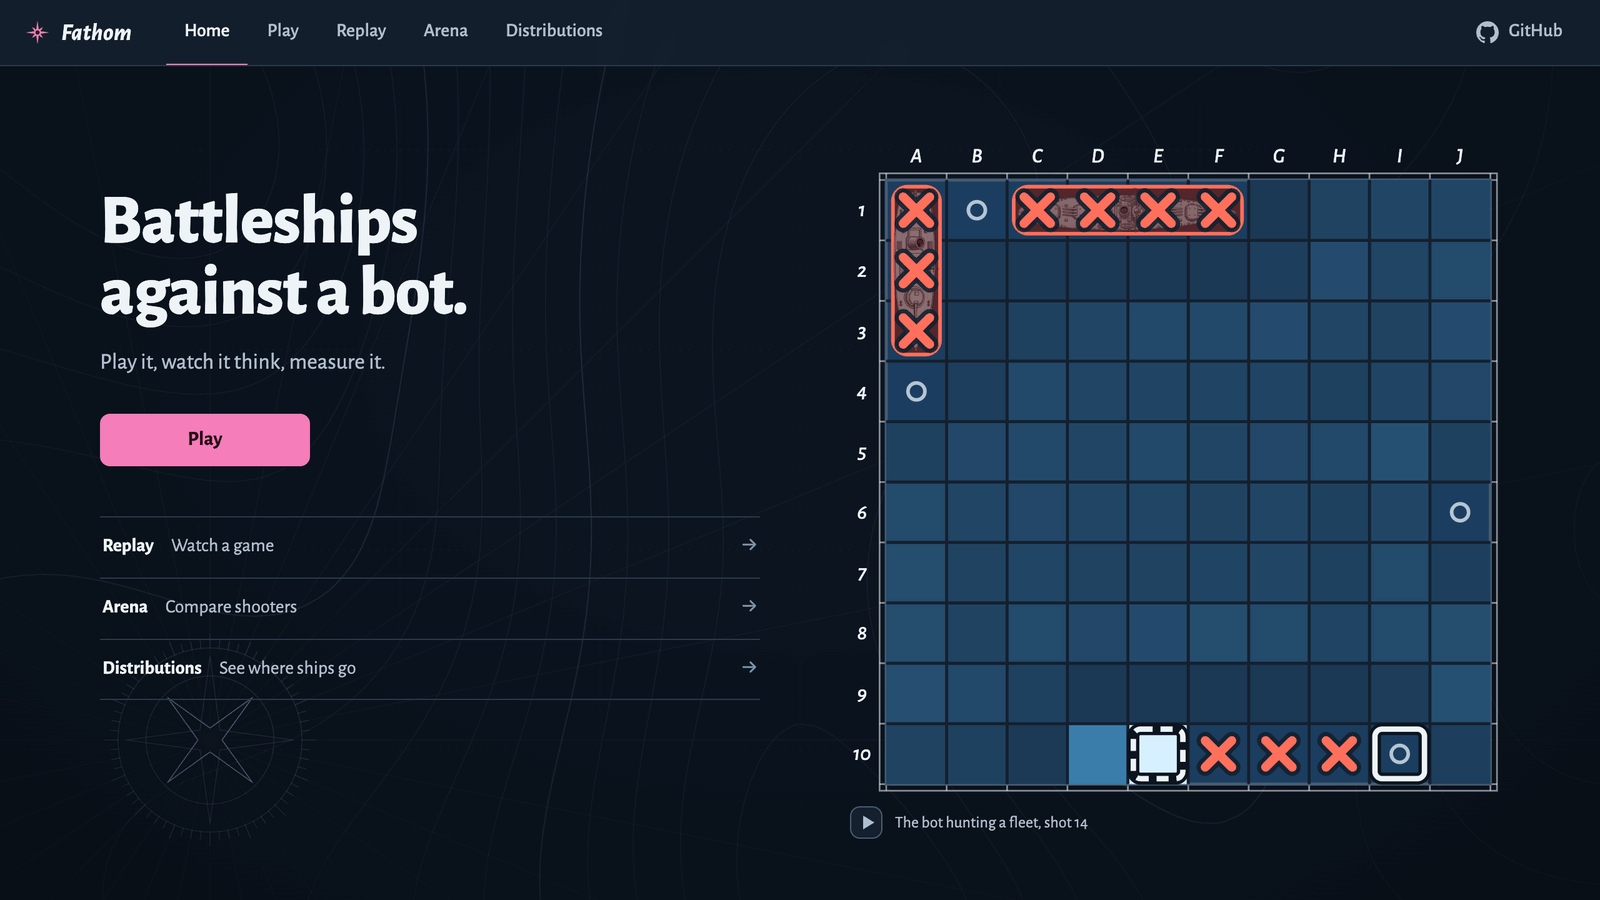 Fathom
Home
Play
Replay
Arena
Distributions
GitHub
Battleships
against a bot.
Play it, watch it think, measure it.
Play
Replay Watch a game
Arena Compare shooters
Distributions See where ships go
A B C D E F G H I J
1
2
3
4
5
6
7
8
9
10
The bot hunting a fleet, shot 14